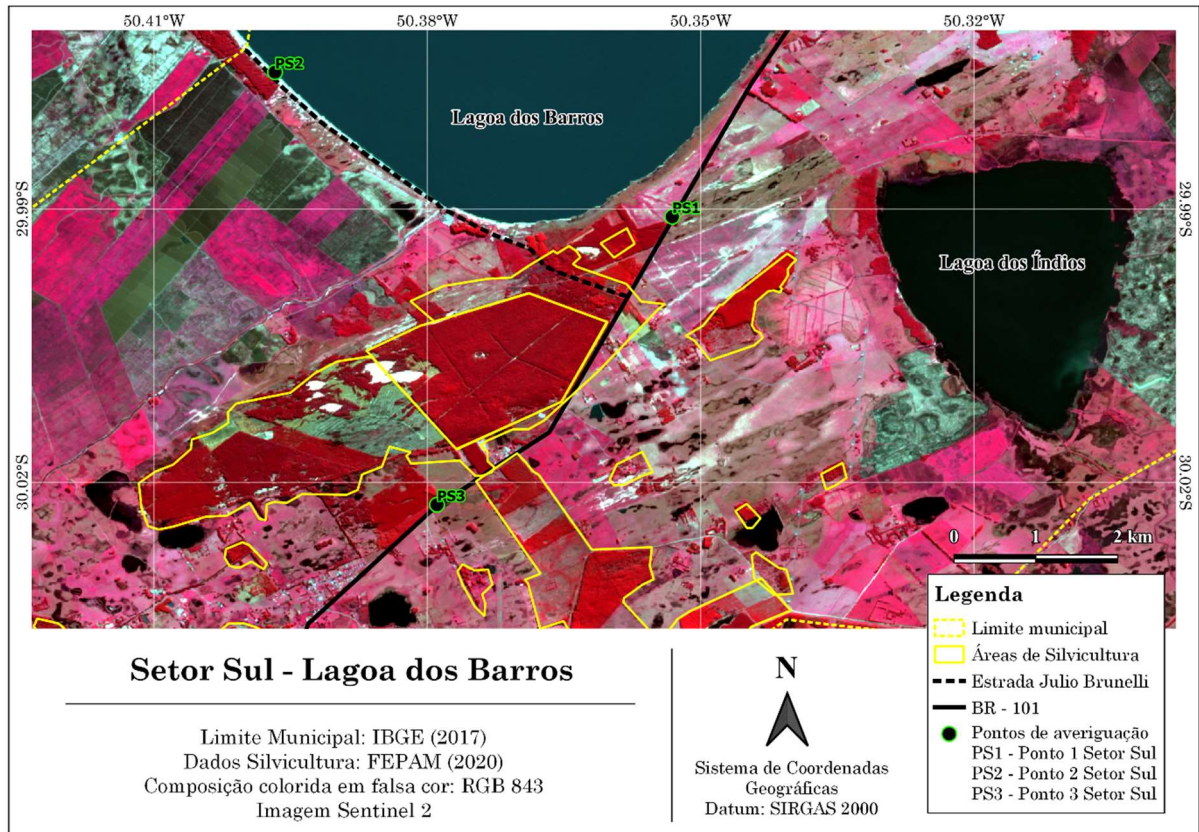 50.41°W 50.38°W 50.35°W 50.32°W
PS2
Lagoa dos Barros
29.99°S
PS1
29.99°S
Lagoa dos Índios
30.02°S
PS3
30.02°S
0 1 2 km
Legenda
Limite municipal
Áreas de Silvicultura
Estrada Julio Brunelli
BR - 101
Pontos de averiguação
PS1 - Ponto 1 Setor Sul
PS2 - Ponto 2 Setor Sul
PS3 - Ponto 3 Setor Sul
Setor Sul - Lagoa dos Barros
Limite Municipal: IBGE (2017)
Dados Silvicultura: FEPAM (2020)
Composição colorida em falsa cor: RGB 843
Imagem Sentinel 2
N
Sistema de Coordenadas
Geográficas
Datum: SIRGAS 2000